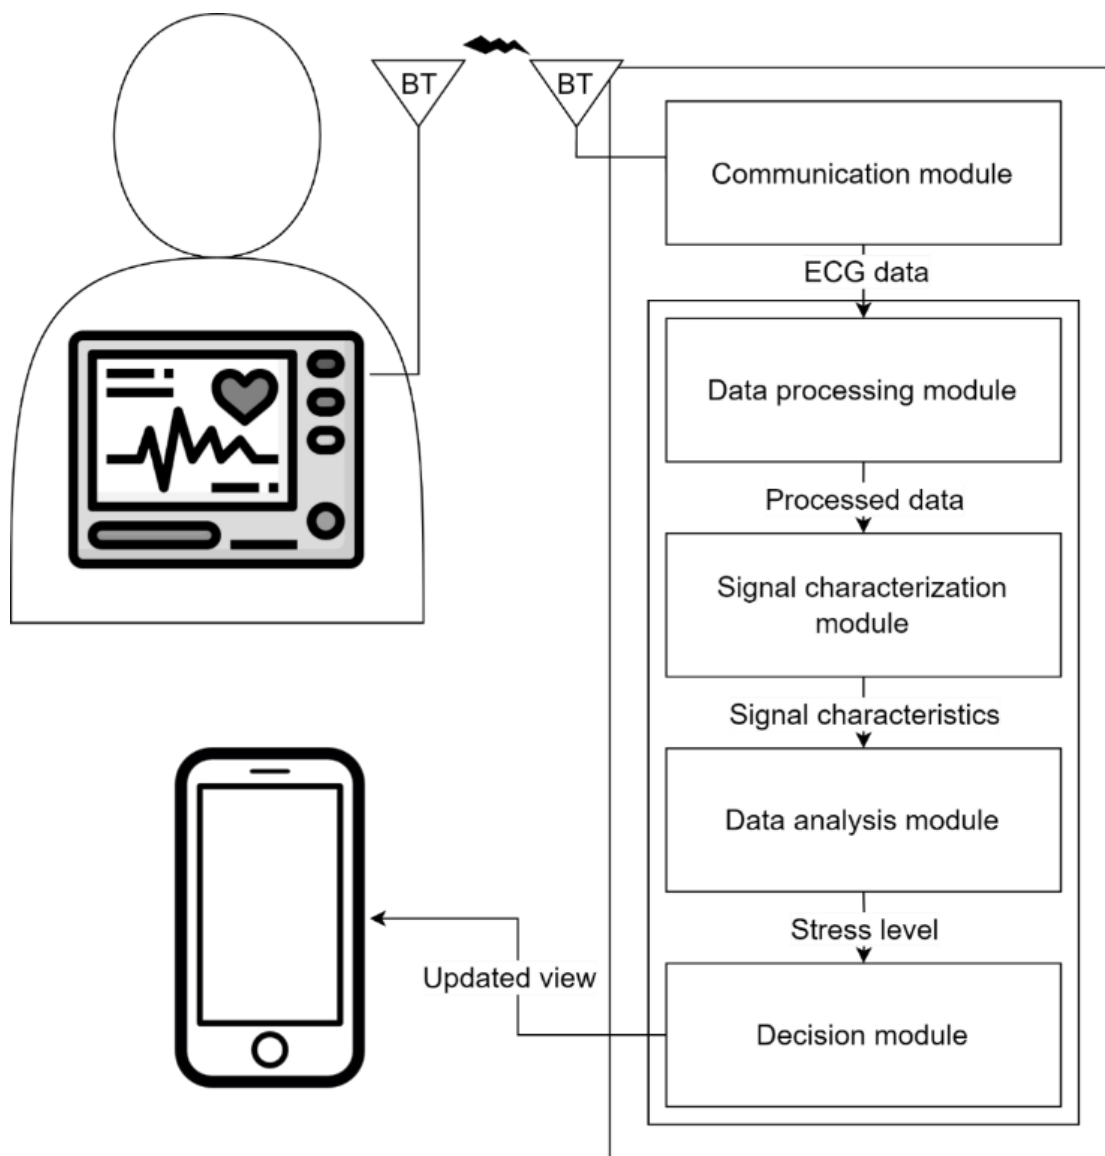 BT
BT
Communication module
ECG data
Data processing module
Processed data
Signal characterization
module
Signal characteristics
Data analysis module
Stress level
Updated view
Decision module